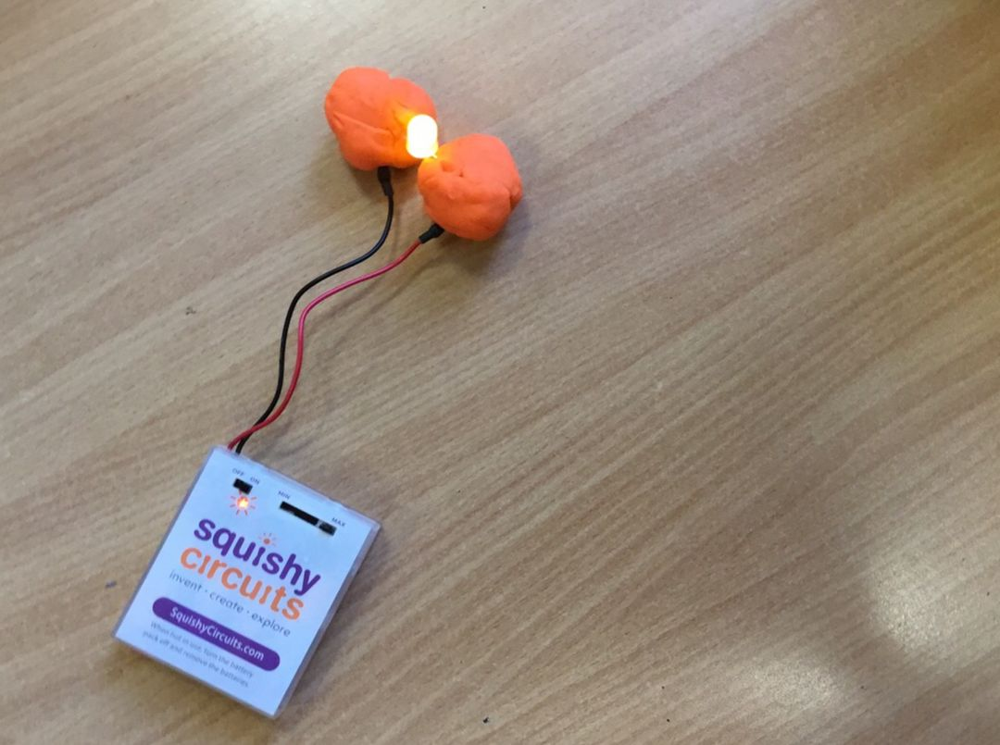 OFF ON
MIN
MAX
squishy
circuits
invent · create · explore
SquishyCircuits.com
When not in use, turn the battery
pack off and remove the batteries.